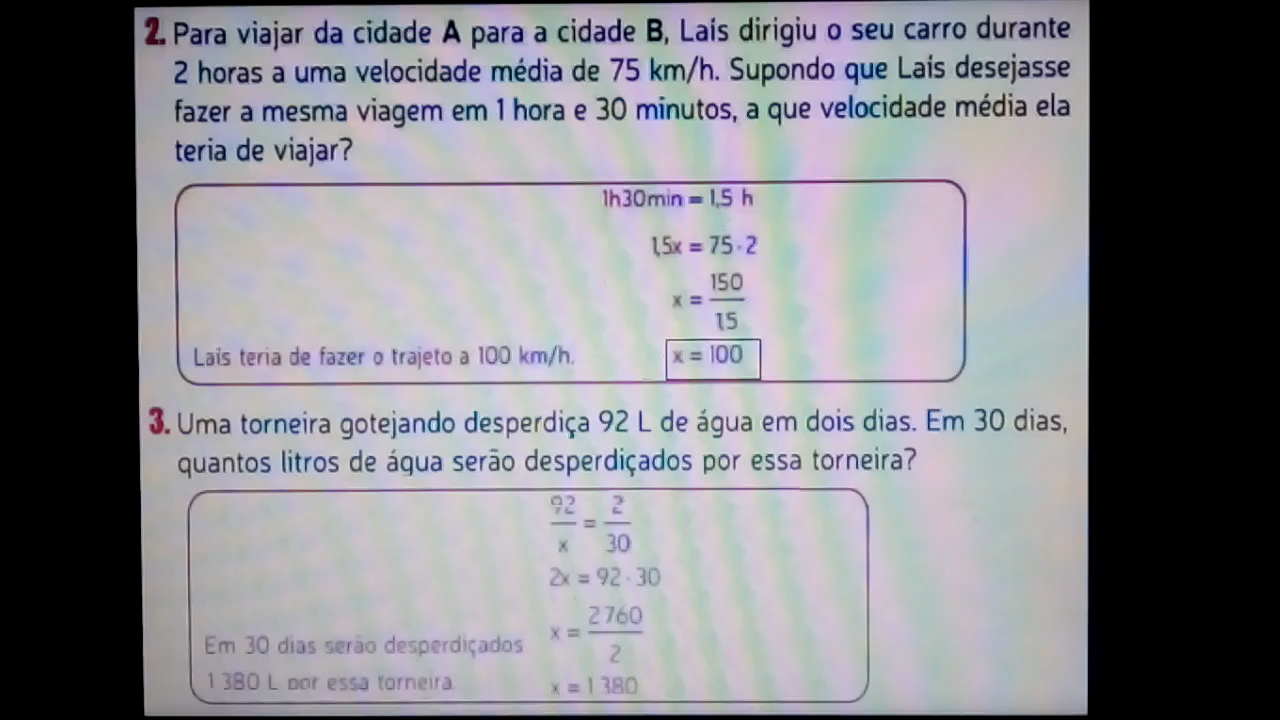 2. Para viajar da cidade A para a cidade B, Laís dirigiu o seu carro durante
2 horas a uma velocidade média de 75 km/h. Supondo que Laís desejasse
fazer a mesma viagem em 1 hora e 30 minutos, a que velocidade média ela
teria de viajar?
1h30min = 1,5 h
1,5x = 75·2
x = 150/1,5
Laís teria de fazer o trajeto a 100 km/h. x = 100
3. Uma torneira gotejando desperdiça 92 L de água em dois dias. Em 30 dias,
quantos litros de água serão desperdiçados por essa torneira?
92/x = 2/30
2x = 92·30
x = 2760/2
Em 30 dias serão desperdiçados
1 380 L por essa torneira. x = 1 380